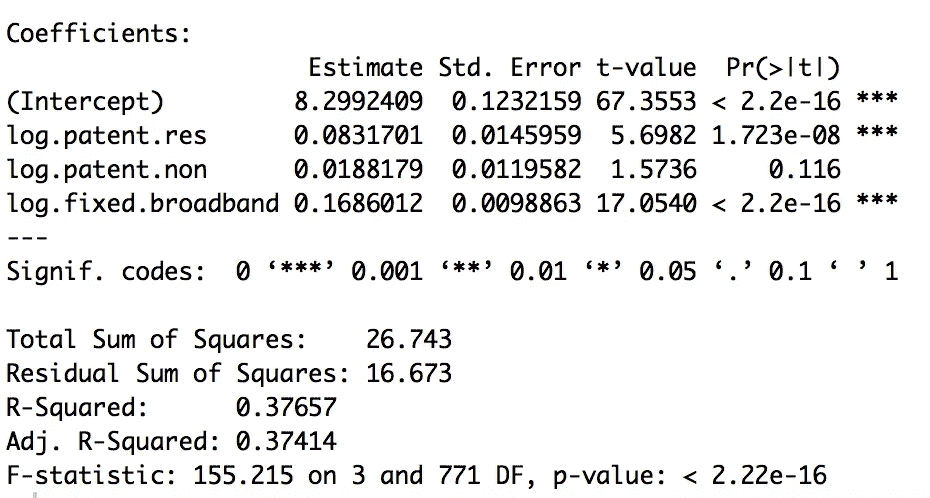 Coefficients:
Estimate Std. Error t-value Pr(>|t|)
(Intercept) 8.2992409 0.1232159 67.3553 < 2.2e-16 ***
log.patent.res 0.0831701 0.0145959 5.6982 1.723e-08 ***
log.patent.non 0.0188179 0.0119582 1.5736 0.116
log.fixed.broadband 0.1686012 0.0098863 17.0540 < 2.2e-16 ***
---
Signif. codes: 0 ‘***’ 0.001 ‘**’ 0.01 ‘*’ 0.05 ‘.’ 0.1 ‘ ’ 1
Total Sum of Squares: 26.743
Residual Sum of Squares: 16.673
R-Squared: 0.37657
Adj. R-Squared: 0.37414
F-statistic: 155.215 on 3 and 771 DF, p-value: < 2.22e-16